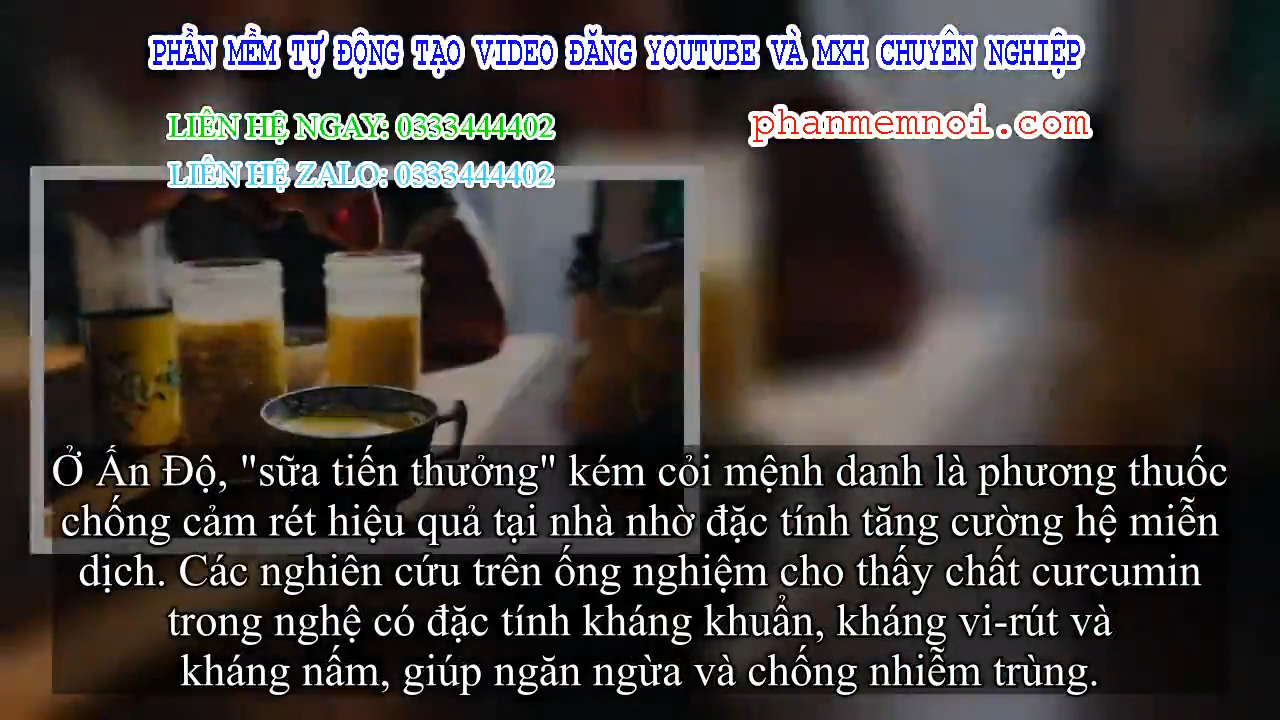 PHẦN MỀM TỰ ĐỘNG TẠO VIDEO ĐĂNG YOUTUBE VÀ MXH CHUYÊN NGHIỆP
LIÊN HỆ NGAY: 0333444402
phanmemnoi.com
LIÊN HỆ ZALO: 0333444402
Ở Ấn Độ, "sữa tiến thưởng" kém cỏi mệnh danh là phương thuốc
chống cảm rét hiệu quả tại nhà nhờ đặc tính tăng cường hệ miễn
dịch. Các nghiên cứu trên ống nghiệm cho thấy chất curcumin
trong nghệ có đặc tính kháng khuẩn, kháng vi-rút và
kháng nấm, giúp ngăn ngừa và chống nhiễm trùng.